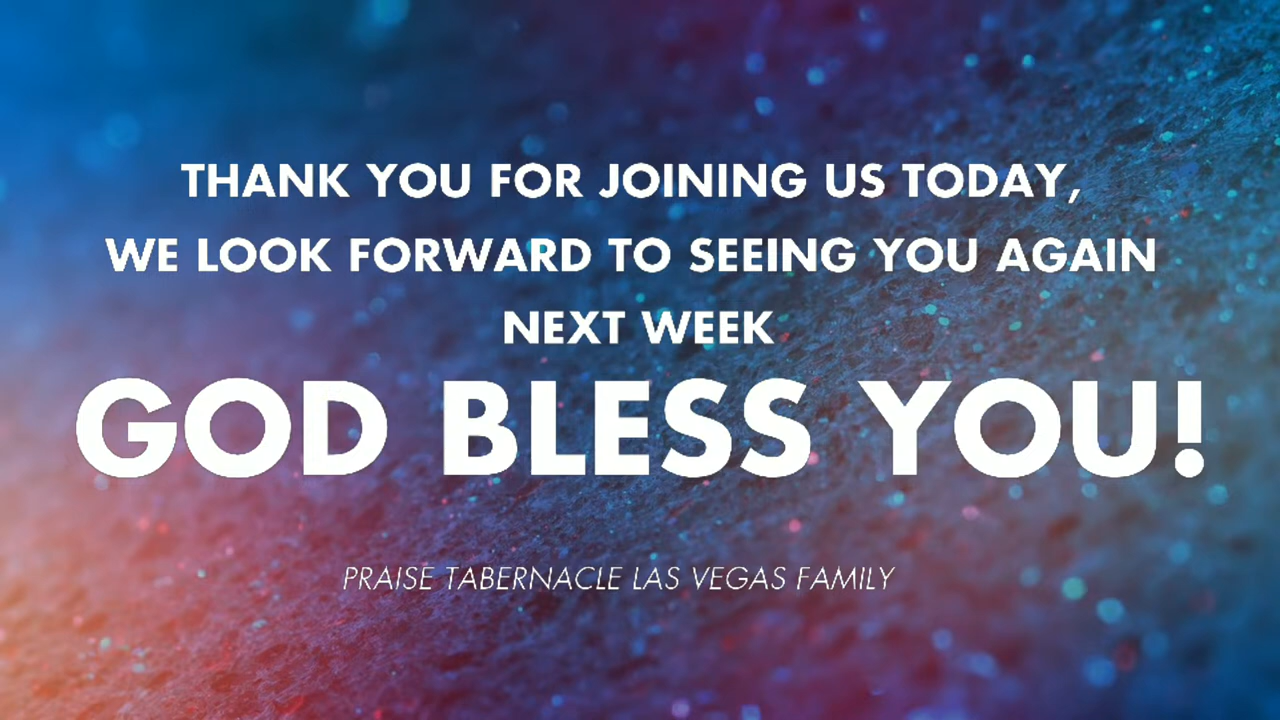 THANK YOU FOR JOINING US TODAY,
WE LOOK FORWARD TO SEEING YOU AGAIN
NEXT WEEK
GOD BLESS YOU!
PRAISE TABERNACLE LAS VEGAS FAMILY